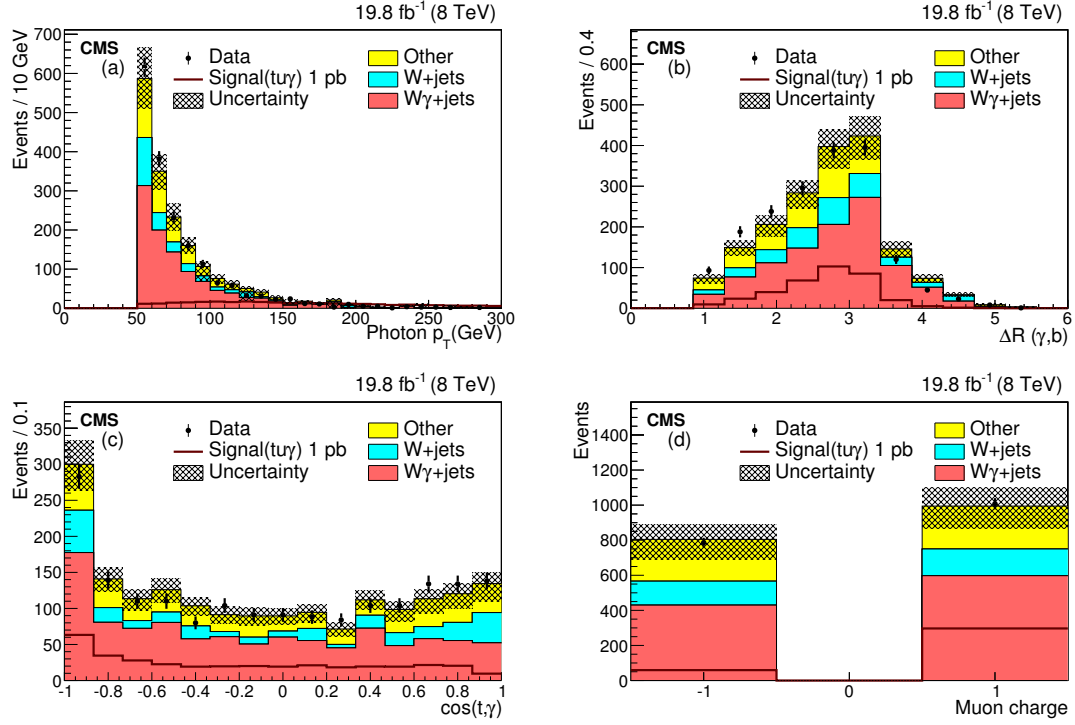 19.8 fb⁻¹ (8 TeV)
CMS
(a)
Data
Signal(tuγ) 1 pb
Uncertainty
Other
W+jets
Wγ+jets
Events / 10 GeV
700
600
500
400
300
200
100
0
0 50 100 150 200 250 300
Photon p_T(GeV)
19.8 fb⁻¹ (8 TeV)
CMS
(b)
Data
Signal(tuγ) 1 pb
Uncertainty
Other
W+jets
Wγ+jets
Events / 0.4
600
500
400
300
200
100
0
0 1 2 3 4 5 6
ΔR (γ,b)
19.8 fb⁻¹ (8 TeV)
CMS
(c)
Data
Signal(tuγ) 1 pb
Uncertainty
Other
W+jets
Wγ+jets
Events / 0.1
350
300
250
200
150
100
50
0
-1 -0.8 -0.6 -0.4 -0.2 0 0.2 0.4 0.6 0.8 1
cos(t,γ)
19.8 fb⁻¹ (8 TeV)
CMS
(d)
Data
Signal(tuγ) 1 pb
Uncertainty
Other
W+jets
Wγ+jets
Events
1400
1200
1000
800
600
400
200
0
-1 0 1
Muon charge